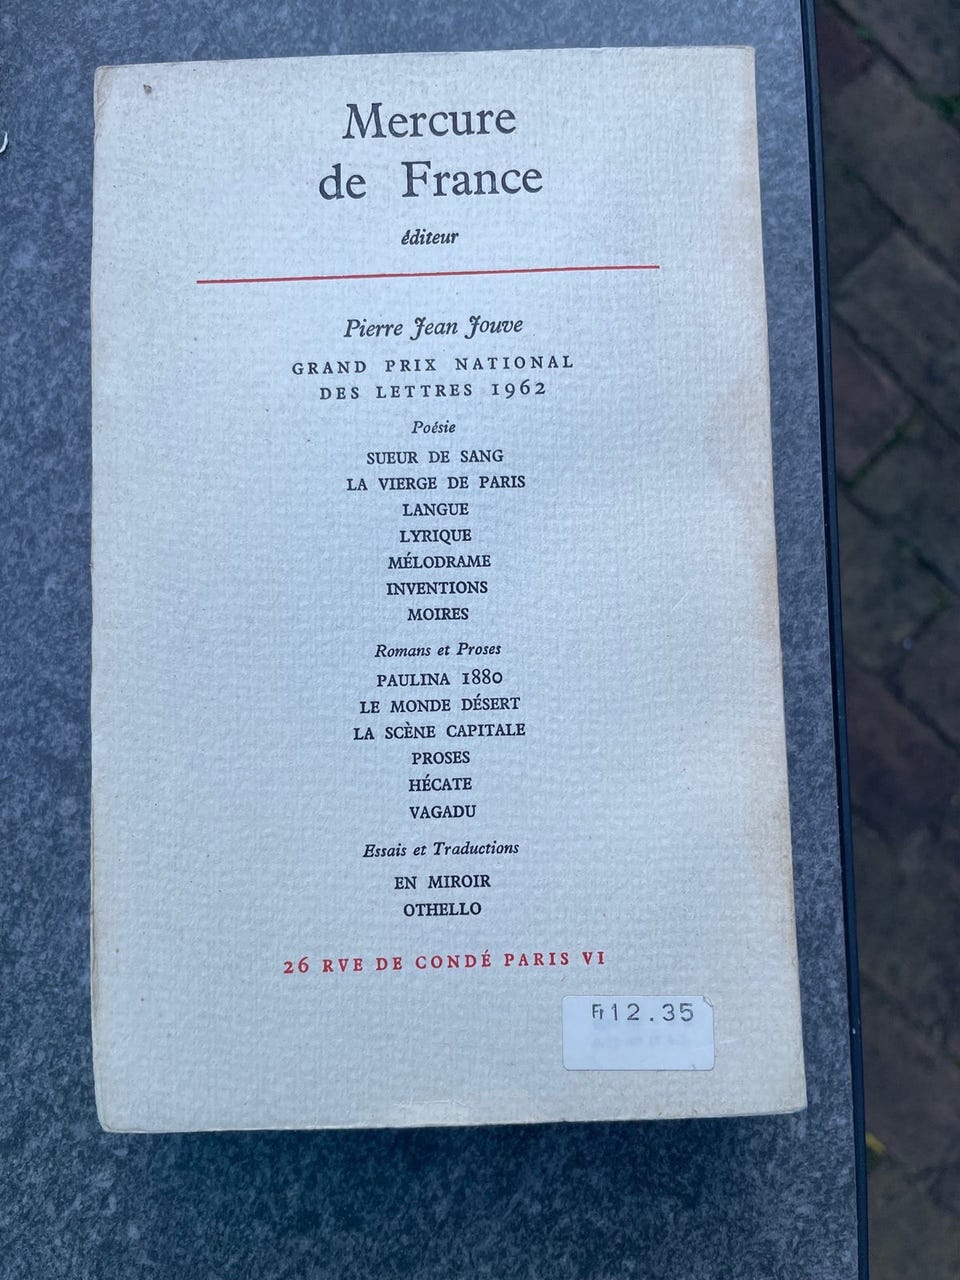 Mercure
de France
éditeur
Pierre Jean Jouve
GRAND PRIX NATIONAL
DES LETTRES 1962
Poésie
SUEUR DE SANG
LA VIERGE DE PARIS
LANGUE
LYRIQUE
MÉLODRAME
INVENTIONS
MOIRES
Romans et Proses
PAULINA 1880
LE MONDE DÉSERT
LA SCÈNE CAPITALE
PROSES
HÉCATE
VAGADU
Essais et Traductions
EN MIROIR
OTHELLO
26 RVE DE CONDÉ PARIS VI
Fr 12.35